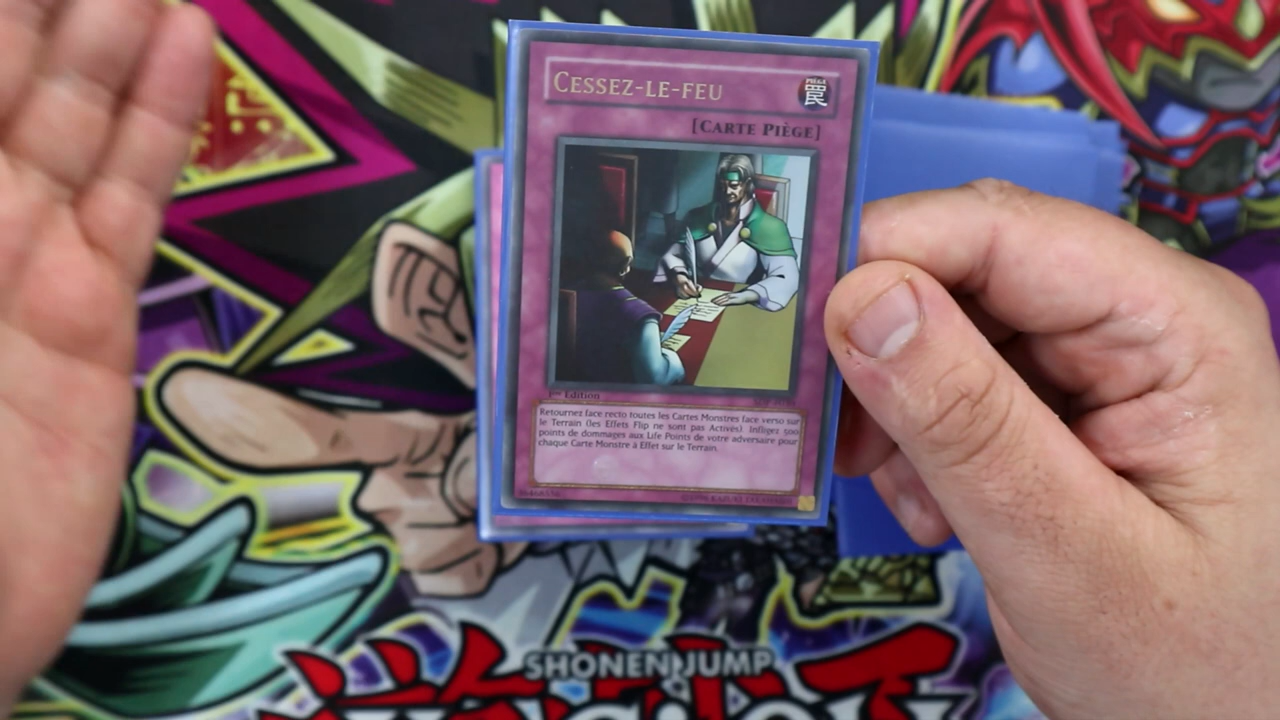 Cessez-le-feu
PIÈGE
罠
[Carte Piège]
1ère Edition
Retournez face recto toutes les Cartes Monstres face verso sur
le Terrain (les Effets Flip ne sont pas Activés). Infligez 500
points de dommages aux Life Points de votre adversaire pour
chaque Carte Monstre à Effet sur le Terrain.
SHONEN JUMP